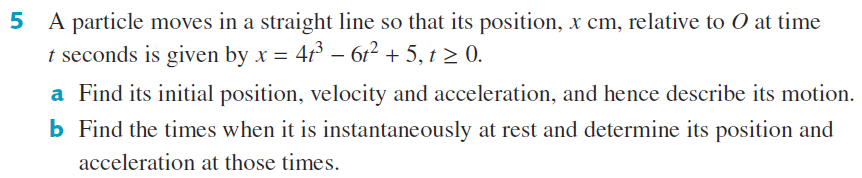 5 A particle moves in a straight line so that its position, x cm, relative to O at time
t seconds is given by x = 4t³ − 6t² + 5, t ≥ 0.
a Find its initial position, velocity and acceleration, and hence describe its motion.
b Find the times when it is instantaneously at rest and determine its position and
acceleration at those times.